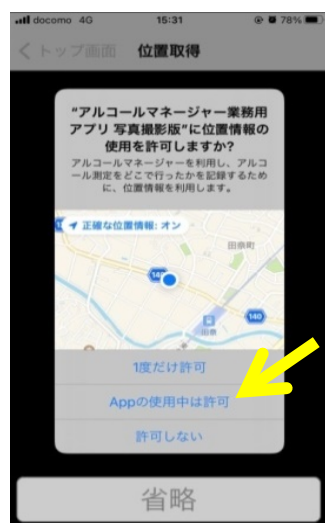 docomo 4G 15:31 78%
トップ画面 位置取得
"アルコールマネージャー業務用
アプリ 写真撮影版"に位置情報の
使用を許可しますか?
アルコールマネージャーを利用し、アルコ
ール測定をどこで行ったかを記録するため
に、位置情報を利用します。
正確な位置情報: オン
田奈町
140
田奈
1度だけ許可
Appの使用中は許可
許可しない
省略